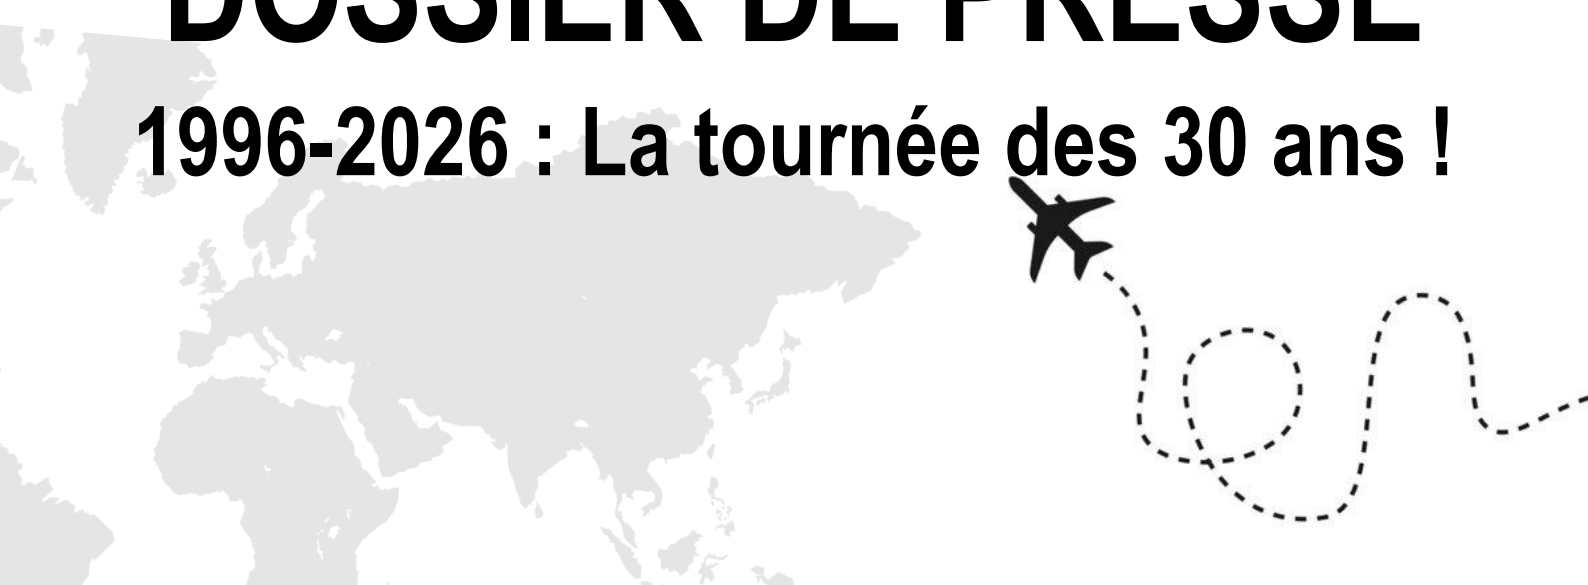 DOSSIER DE PRESSE
1996-2026 : La tournée des 30 ans !